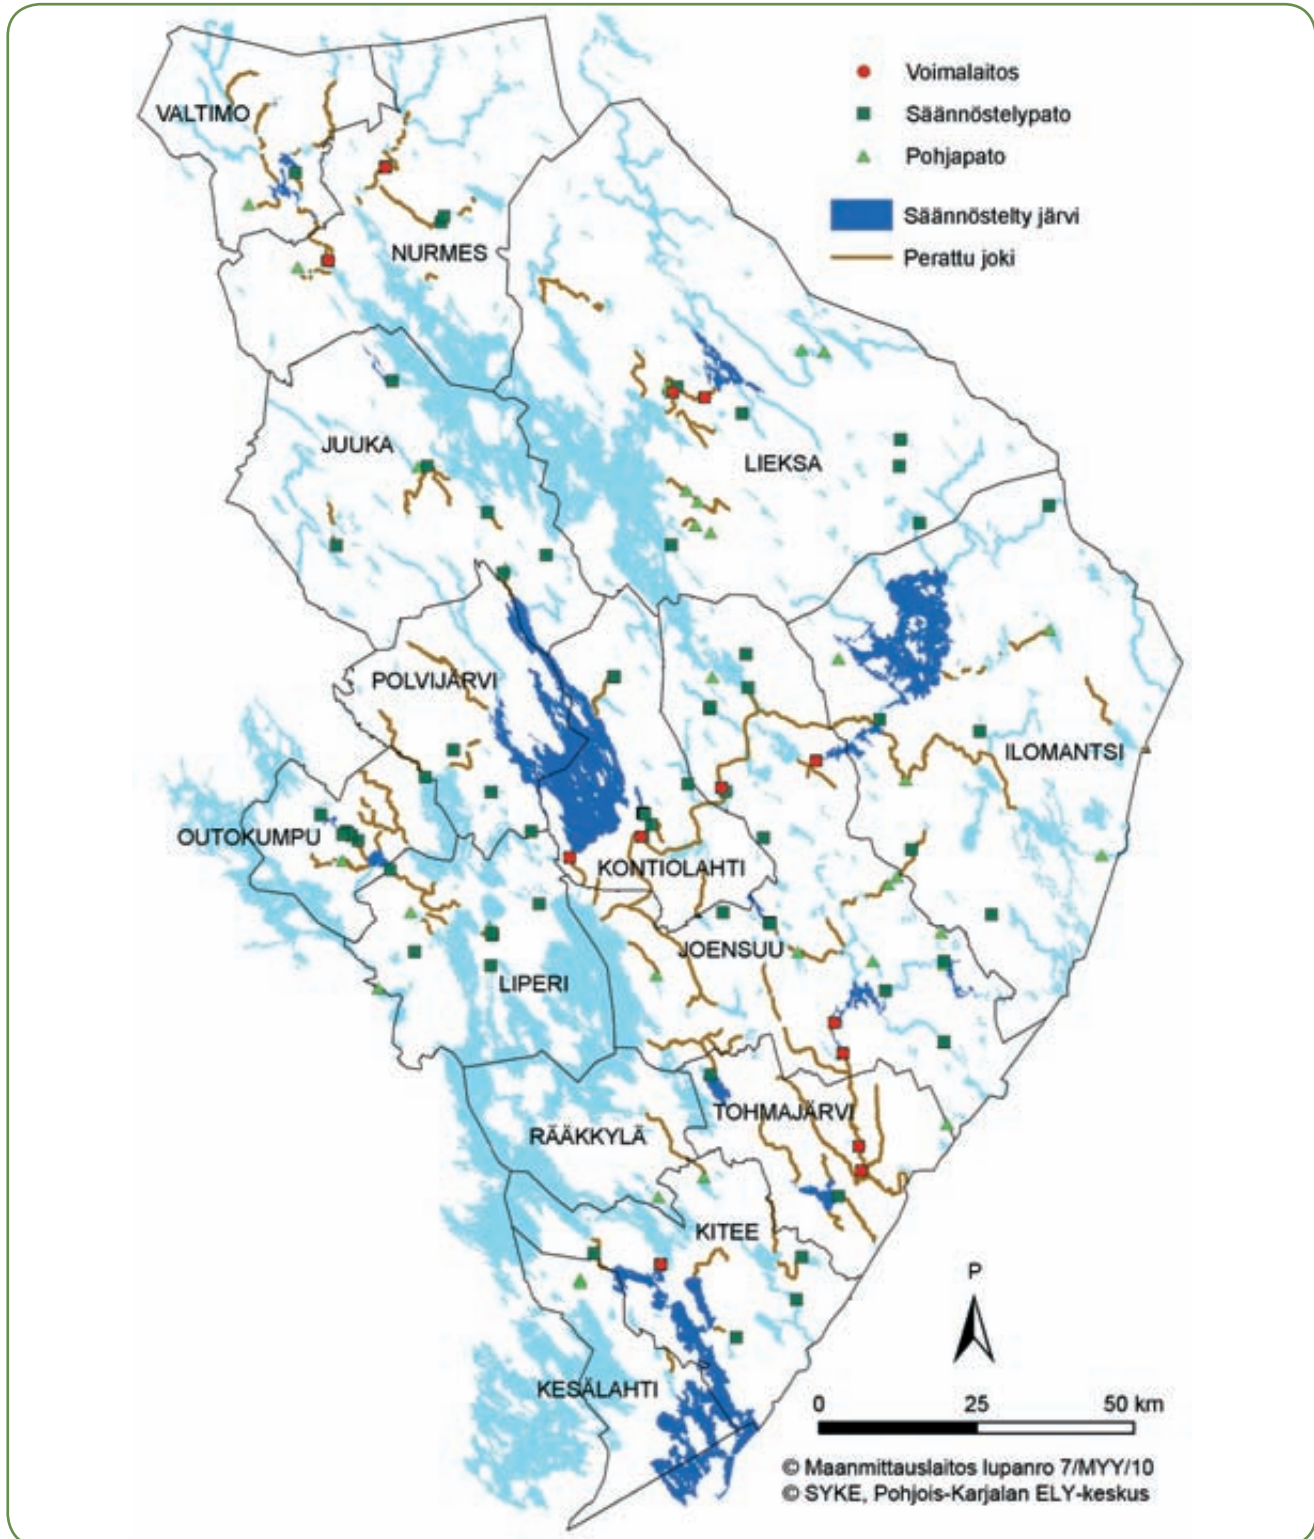 Voimalaitos
VALTIMO
Säännöstelypato
Pohjapato
Säännöstelty järvi
NURMES
Perattu joki
JUUKA
LIEKSA
POLVIJÄRVI
ILOMANTSI
OUTOKUMPU
KONTIOLAHTI
JOENSUU
LIPERI
TOHMAJÄRVI
RÄÄKKYLÄ
KITEE
P
KESÄLAHTI
0 25 50 km
© Maanmittauslaitos lupanro 7/MYY/10
© SYKE, Pohjois-Karjalan ELY-keskus